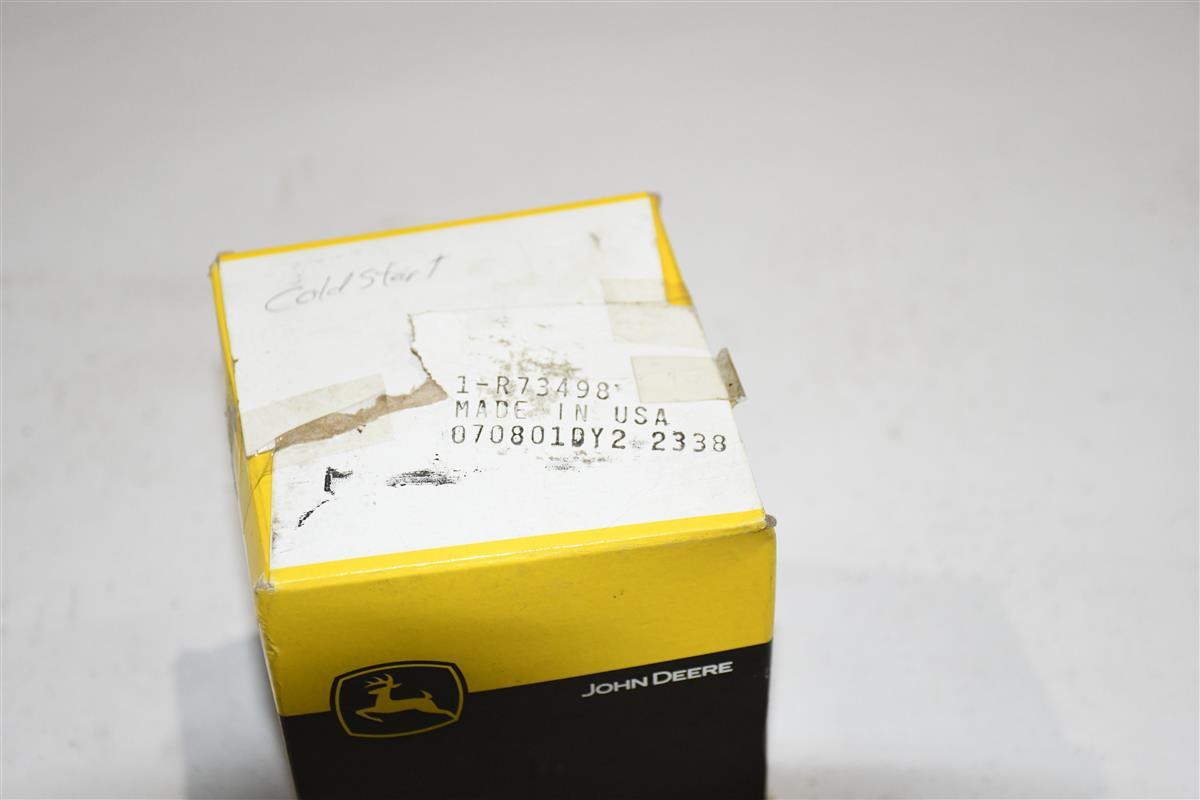 Cold Start
1-R73498
MADE IN USA
070801DY2 2338
JOHN DEERE